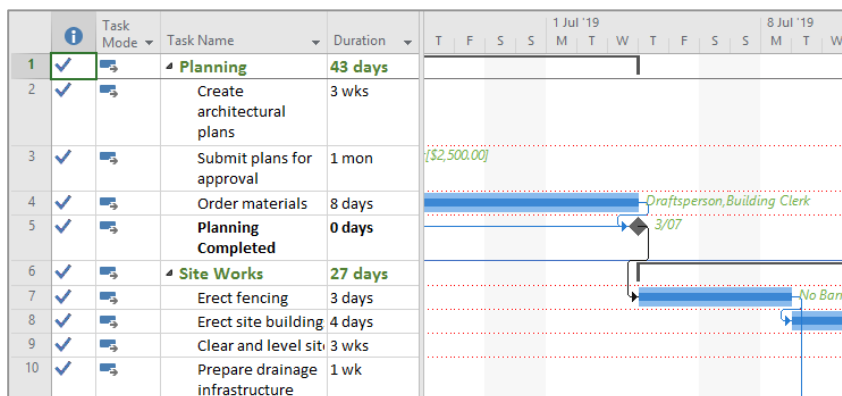 1 Jul '19 8 Jul '19
i Task Mode Task Name Duration T F S S M T W T F S S M T W
1 Planning 43 days
2 Create architectural plans 3 wks
3 Submit plans for approval 1 mon [$2,500.00]
4 Order materials 8 days Draftsperson,Building Clerk
5 Planning Completed 0 days 3/07
6 Site Works 27 days
7 Erect fencing 3 days No Ban
8 Erect site building 4 days
9 Clear and level sit 3 wks
10 Prepare drainage infrastructure 1 wk